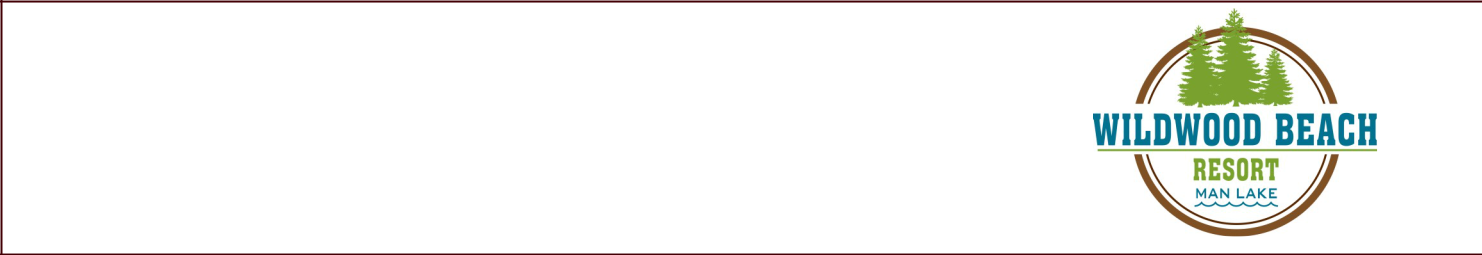 WILDWOOD BEACH
RESORT
MAN LAKE